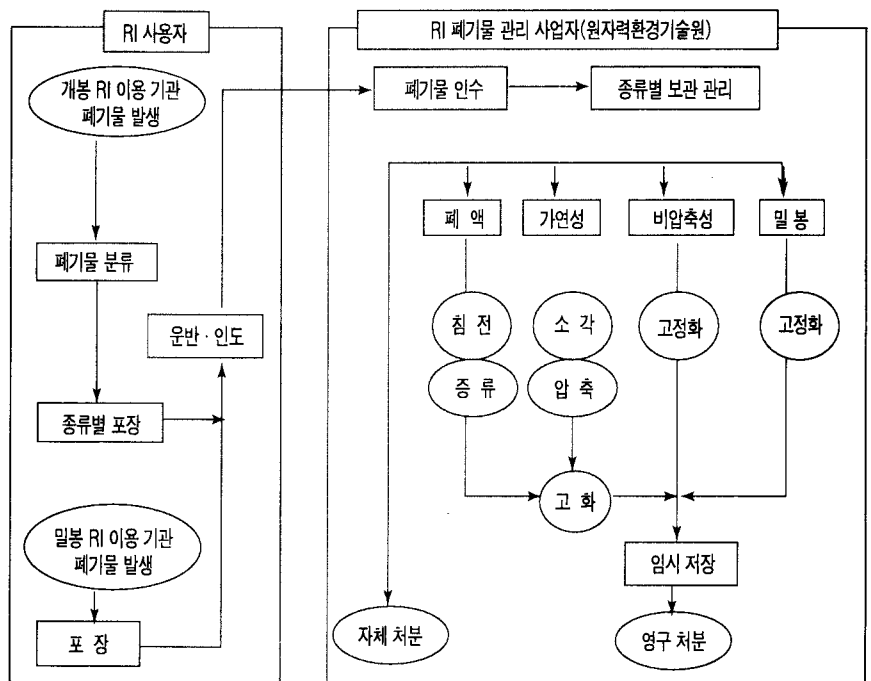 RI 사용자
개봉 RI 이용 기관
폐기물 발생
폐기물 분류
운반·인도
종류별 포장
밀봉 RI 이용 기관
폐기물 발생
포 장
RI 폐기물 관리 사업자(원자력환경기술원)
폐기물 인수
종류별 보관 관리
폐 액
가연성
비압축성
밀 봉
침 전
소 각
고정화
고정화
증 류
압 축
고 화
임시 저장
자체 처분
영구 처분